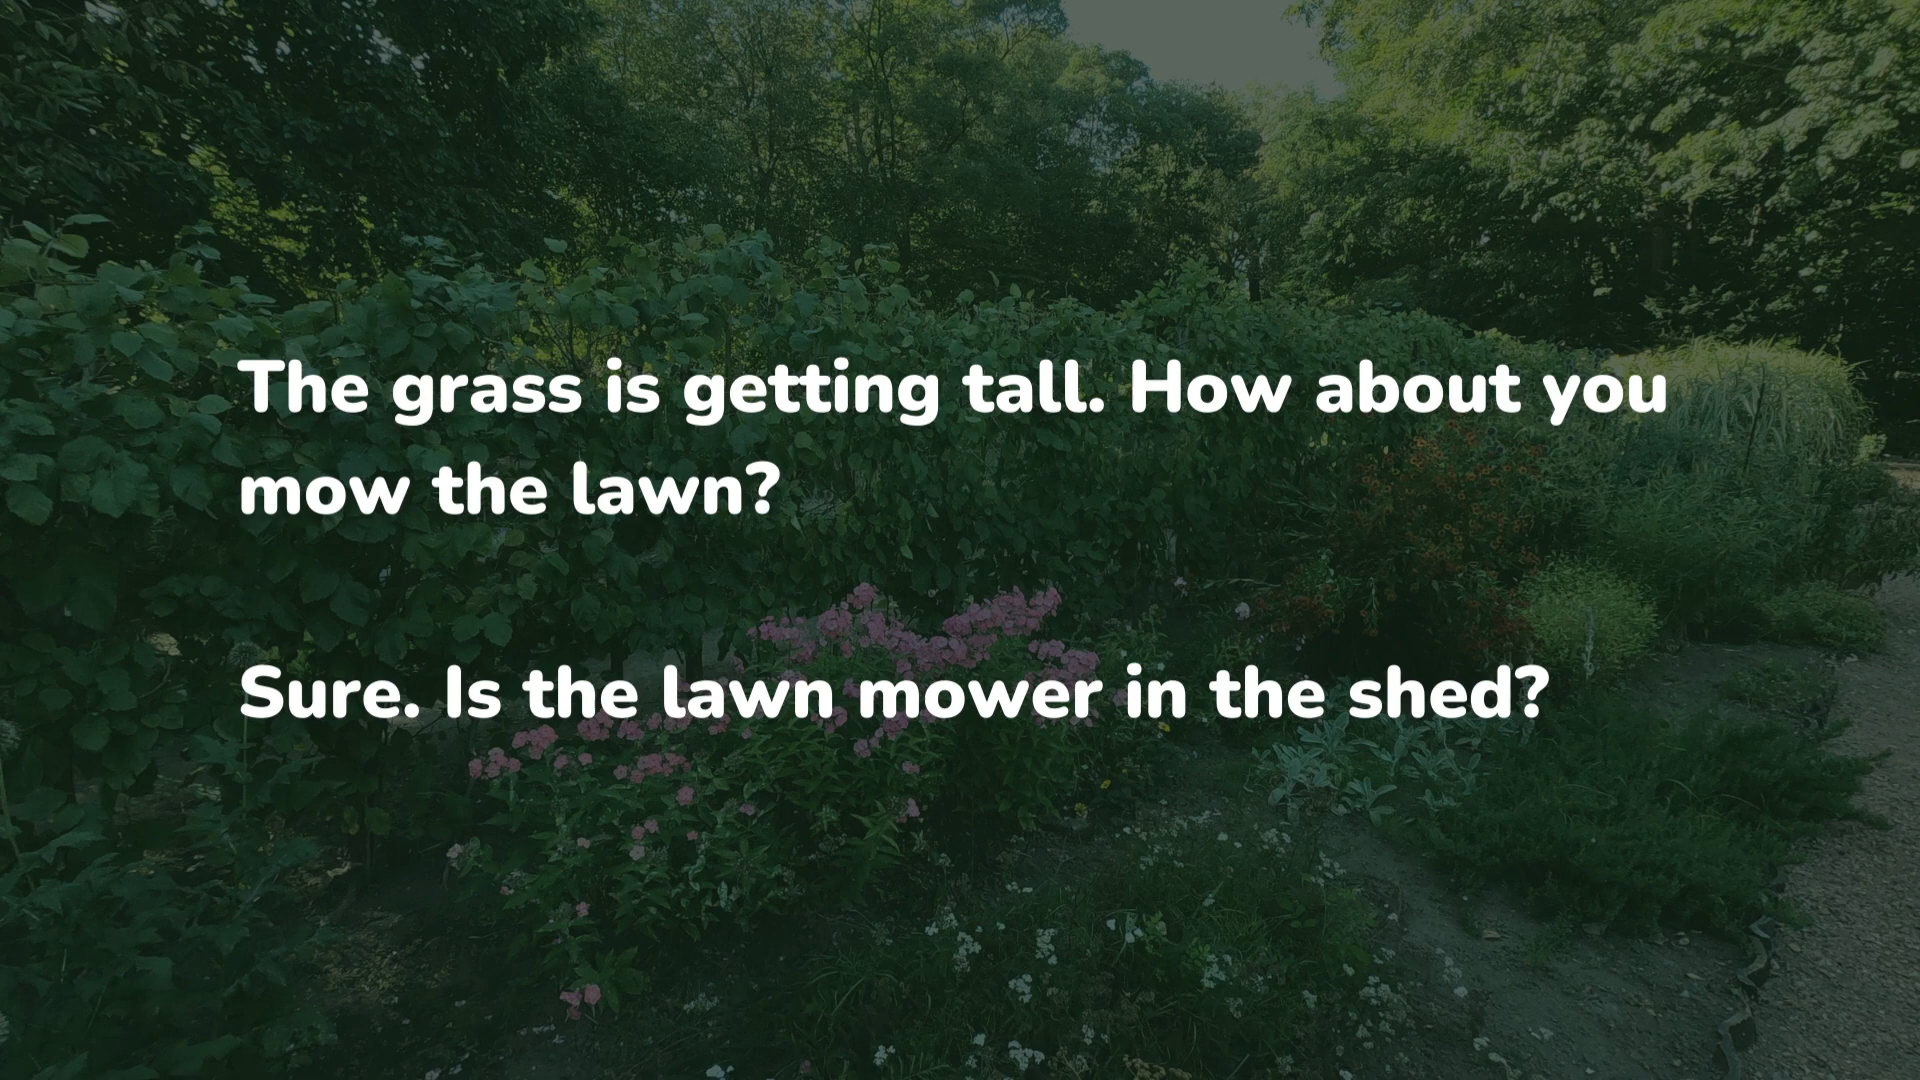 The grass is getting tall. How about you
mow the lawn?
Sure. Is the lawn mower in the shed?